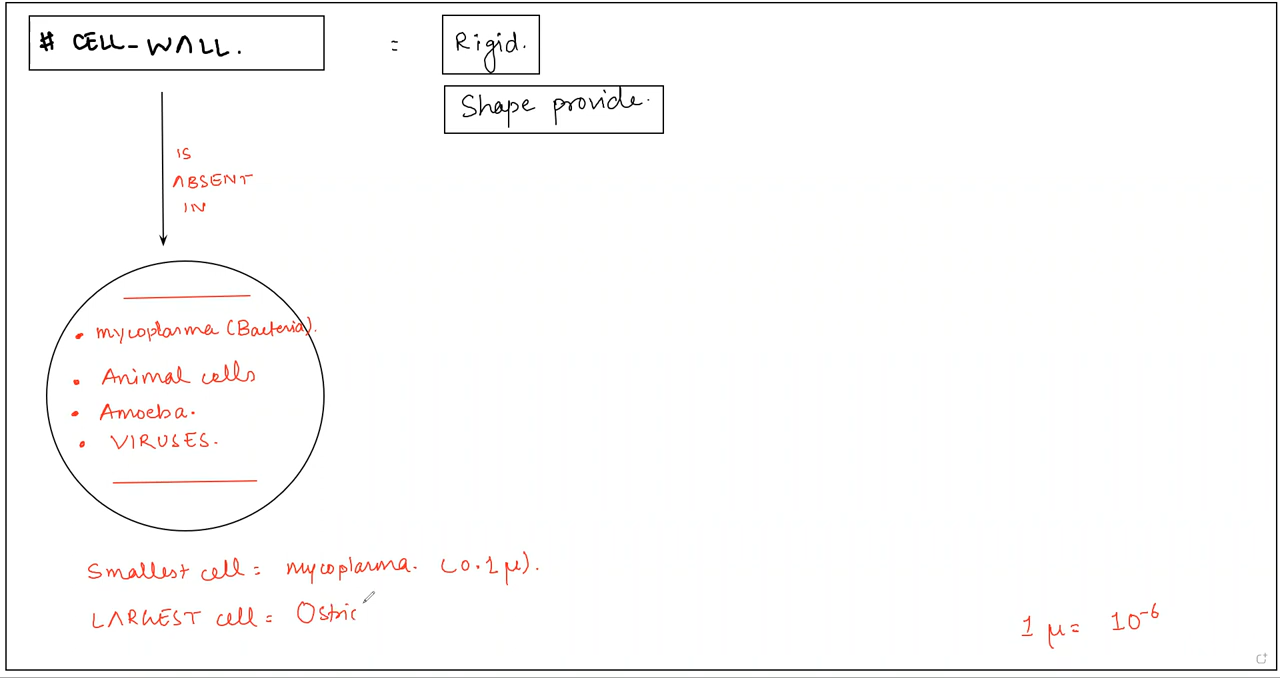 # CELL-WALL. = Rigid.
Shape provide.
IS
ABSENT
IN
• mycoplasma (Bacteria).
• Animal cells
• Amoeba.
• VIRUSES.
Smallest cell = mycoplasma. (0.1 μ).
LARGEST cell = Ostric
1 μ = 10⁻⁶